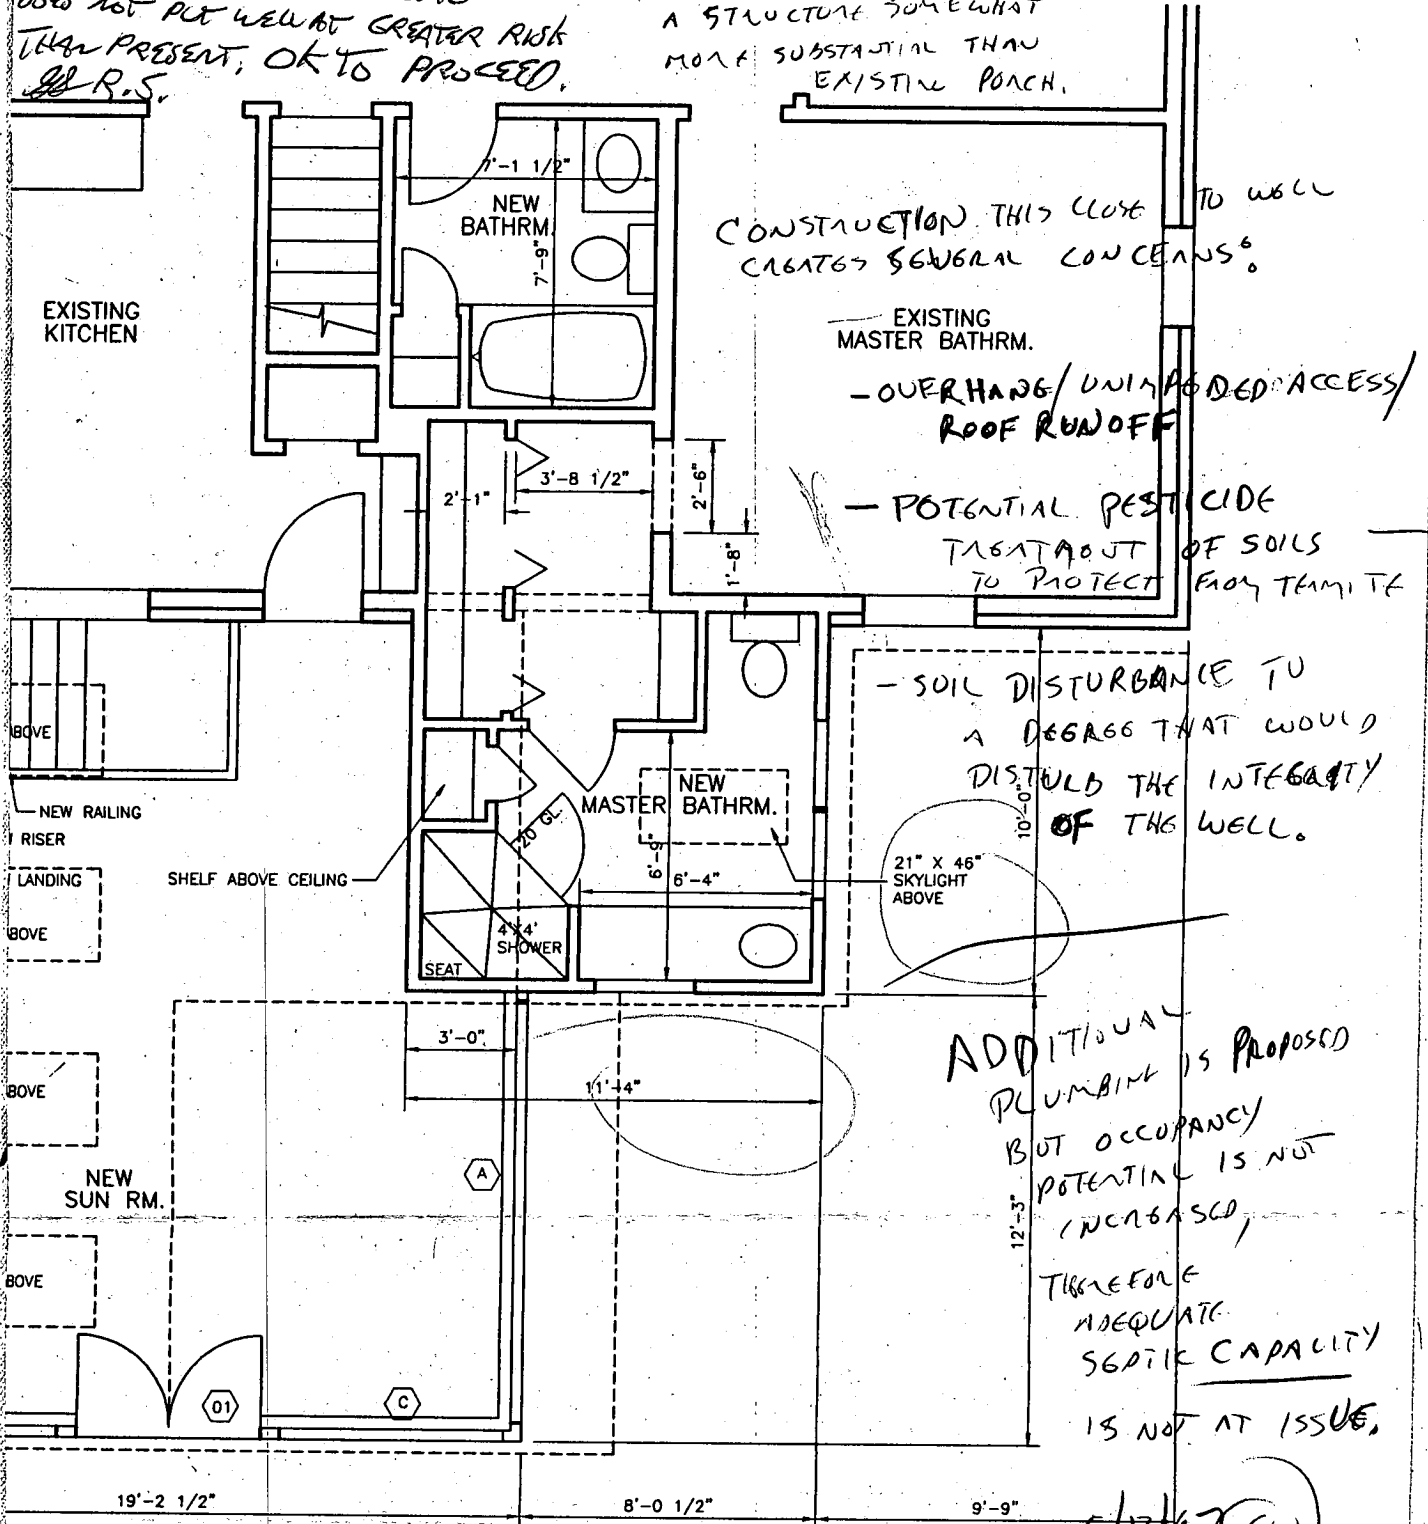 DOES NOT PUT WELL AT GREATER RISK
THAN PRESENT, OK TO PROCEED.
R.S.
A STRUCTURE SOMEWHAT
MORE SUBSTANTIAL THAN
EXISTING PORCH.
7'-1 1/2"
NEW
BATHRM.
7'-9"
CONSTRUCTION THIS CLOSE TO WELL
CREATES SEVERAL CONCERNS:
EXISTING
KITCHEN
EXISTING
MASTER BATHRM.
- OVERHANG/UNIMPEDED ACCESS/
ROOF RUNOFF
2'-1"
3'-8 1/2"
2'-6"
1'-8"
- POTENTIAL PESTICIDE
TREATMENT OF SOILS
TO PROTECT FROM TERMITE
- SOIL DISTURBANCE TO
A DEGREE THAT WOULD
DISTURB THE INTEGRITY
OF THE WELL.
BOVE
NEW RAILING
RISER
LANDING
BOVE
SHELF ABOVE CEILING
20 GL.
NEW
MASTER BATHRM.
6'-9"
6'-4"
10'-0"
21" X 46"
SKYLIGHT
ABOVE
4'X4'
SHOWER
SEAT
3'-0"
11'-4"
ADDITIONAL
PLUMBING IS PROPOSED
BUT OCCUPANCY
POTENTIAL IS NOT
INCREASED,
THEREFORE
ADEQUATE
SEPTIC CAPACITY
IS NOT AT ISSUE.
BOVE
A
NEW
SUN RM.
12'-3"
BOVE
01
C
19'-2 1/2"
8'-0 1/2"
9'-9"